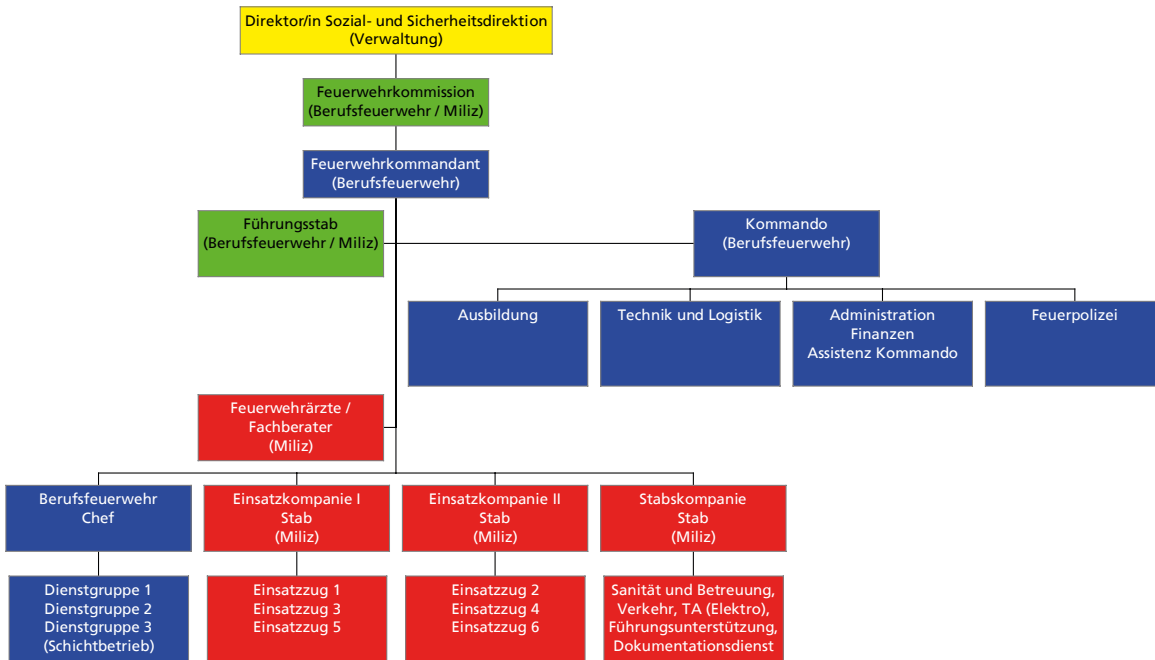 Direktor/in Sozial- und Sicherheitsdirektion
(Verwaltung)
Feuerwehrkommission
(Berufsfeuerwehr / Miliz)
Feuerwehrkommandant
(Berufsfeuerwehr)
Führungsstab
(Berufsfeuerwehr / Miliz)
Kommando
(Berufsfeuerwehr)
Ausbildung
Technik und Logistik
Administration
Finanzen
Assistenz Kommando
Feuerpolizei
Feuerwehrärzte /
Fachberater
(Miliz)
Berufsfeuerwehr
Chef
Einsatzkompanie I
Stab
(Miliz)
Einsatzkompanie II
Stab
(Miliz)
Stabskompanie
Stab
(Miliz)
Dienstgruppe 1
Dienstgruppe 2
Dienstgruppe 3
(Schichtbetrieb)
Einsatzzug 1
Einsatzzug 3
Einsatzzug 5
Einsatzzug 2
Einsatzzug 4
Einsatzzug 6
Sanität und Betreuung,
Verkehr, TA (Elektro),
Führungsunterstützung,
Dokumentationsdienst